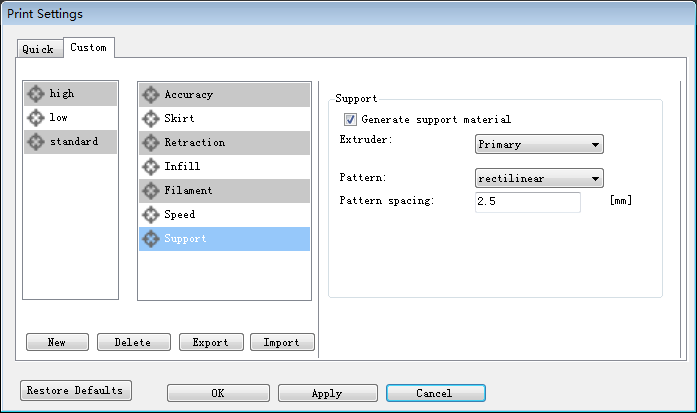 Print Settings
Quick
Custom
high
low
standard
Accuracy
Skirt
Retraction
Infill
Filament
Speed
Support
Support
Generate support material
Extruder:
Primary
Pattern:
rectilinear
Pattern spacing:
2.5
[mm]
New
Delete
Export
Import
Restore Defaults
OK
Apply
Cancel